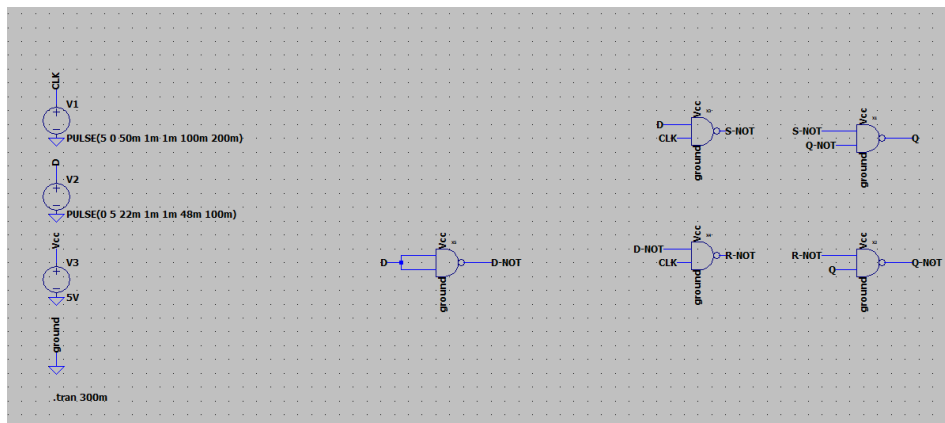 CLK
V1
PULSE(5 0 50m 1m 1m 100m 200m)
D
V2
PULSE(0 5 22m 1m 1m 48m 100m)
Vcc
V3
5V
ground
.tran 300m
Vcc
D
D-NOT
ground
Vcc
D
CLK
S-NOT
ground
Vcc
S-NOT
Q-NOT
Q
ground
Vcc
D-NOT
CLK
R-NOT
ground
Vcc
R-NOT
Q
Q-NOT
ground